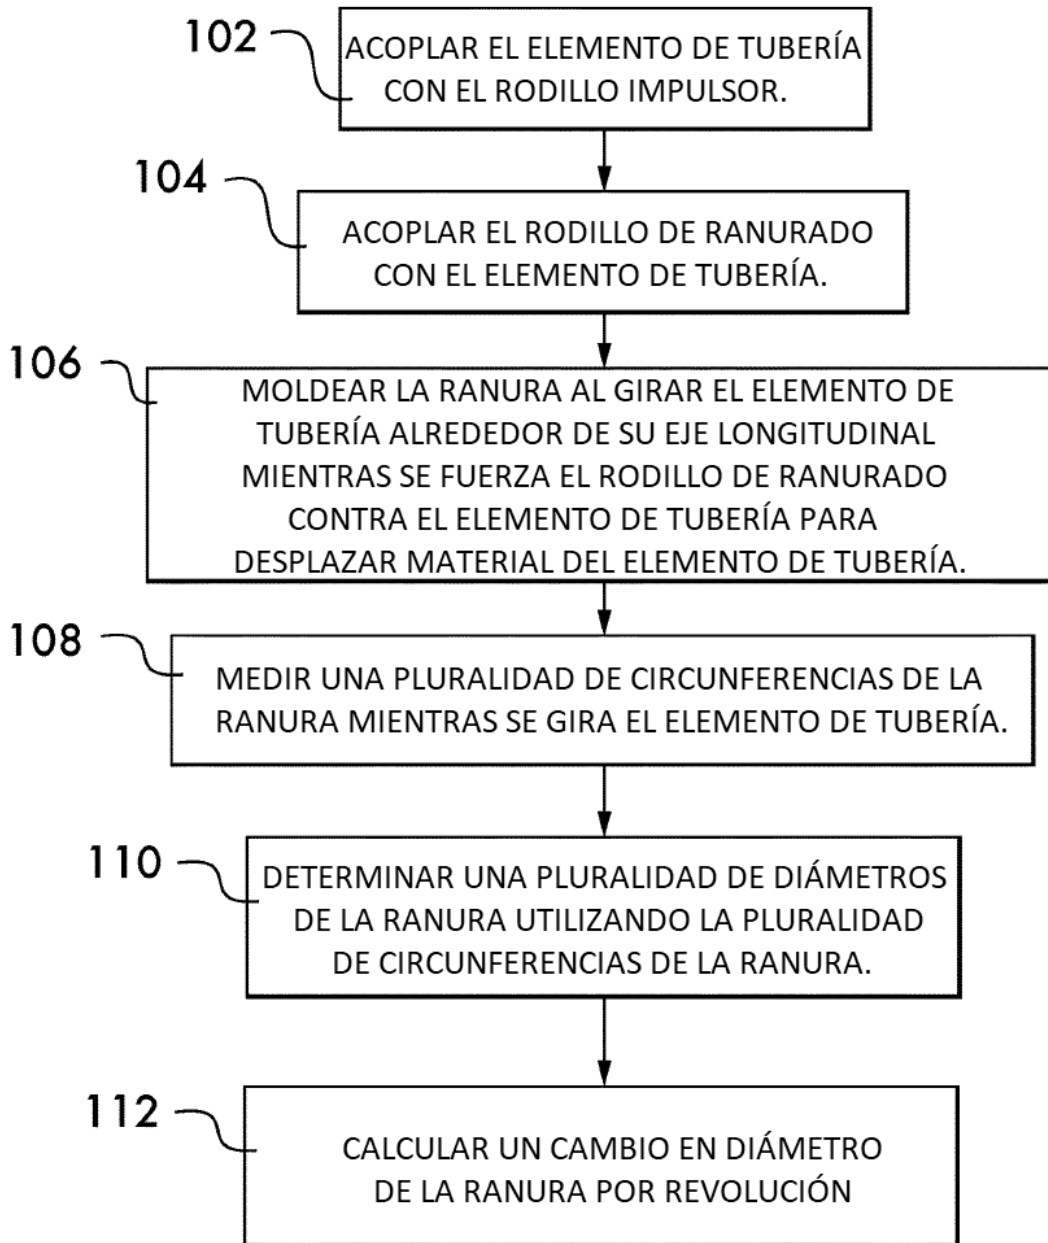 102
ACOPLAR EL ELEMENTO DE TUBERÍA
CON EL RODILLO IMPULSOR.
104
ACOPLAR EL RODILLO DE RANURADO
CON EL ELEMENTO DE TUBERÍA.
106
MOLDEAR LA RANURA AL GIRAR EL ELEMENTO DE
TUBERÍA ALREDEDOR DE SU EJE LONGITUDINAL
MIENTRAS SE FUERZA EL RODILLO DE RANURADO
CONTRA EL ELEMENTO DE TUBERÍA PARA
DESPLAZAR MATERIAL DEL ELEMENTO DE TUBERÍA.
108
MEDIR UNA PLURALIDAD DE CIRCUNFERENCIAS DE LA
RANURA MIENTRAS SE GIRA EL ELEMENTO DE TUBERÍA.
110
DETERMINAR UNA PLURALIDAD DE DIÁMETROS
DE LA RANURA UTILIZANDO LA PLURALIDAD
DE CIRCUNFERENCIAS DE LA RANURA.
112
CALCULAR UN CAMBIO EN DIÁMETRO
DE LA RANURA POR REVOLUCIÓN